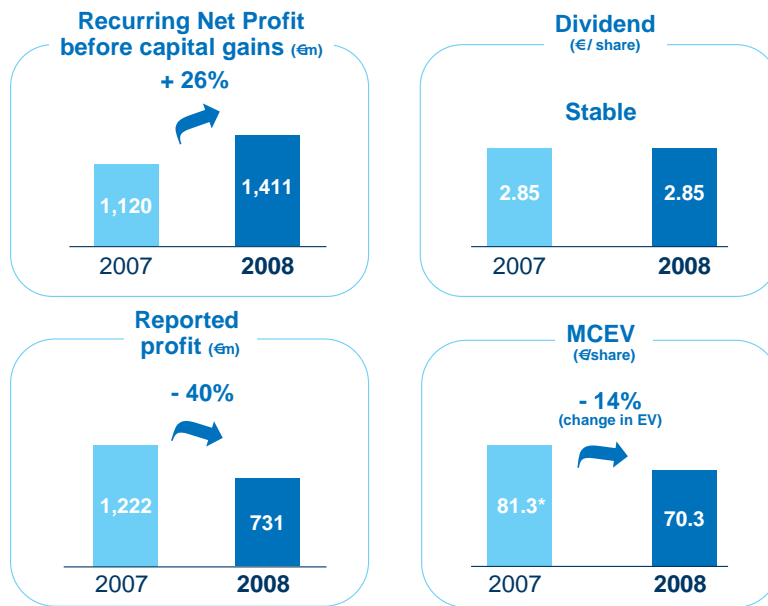 Recurring Net Profit
before capital gains (€m)
+ 26%
1,120
1,411
2007
2008
Dividend
(€/ share)
Stable
2.85
2.85
2007
2008
Reported
profit (€m)
- 40%
1,222
731
2007
2008
MCEV
(€/share)
- 14%
(change in EV)
81.3*
70.3
2007
2008